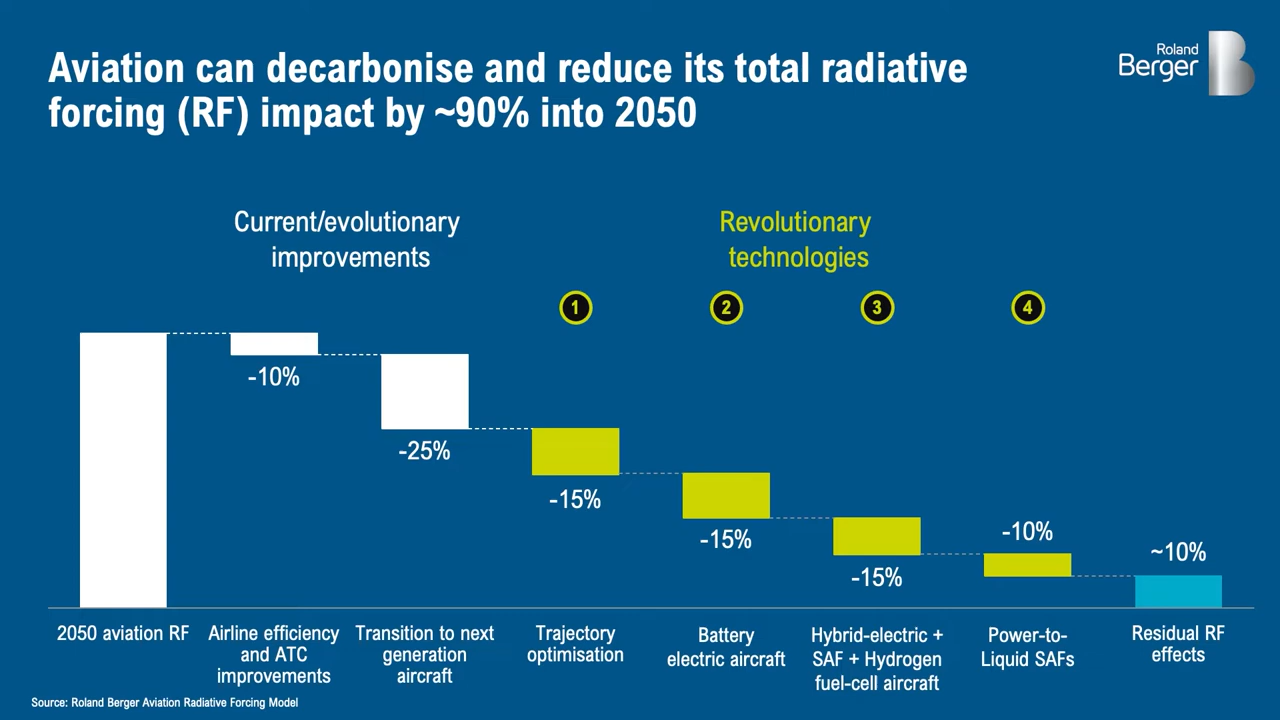 Aviation can decarbonise and reduce its total radiative
forcing (RF) impact by ~90% into 2050
Roland
Berger
B
Current/evolutionary
improvements
Revolutionary
technologies
1
2
3
4
-10%
-25%
-15%
-15%
-15%
-10%
~10%
2050 aviation RF
Airline efficiency
and ATC
improvements
Transition to next
generation
aircraft
Trajectory
optimisation
Battery
electric aircraft
Hybrid-electric +
SAF + Hydrogen
fuel-cell aircraft
Power-to-
Liquid SAFs
Residual RF
effects
Source: Roland Berger Aviation Radiative Forcing Model